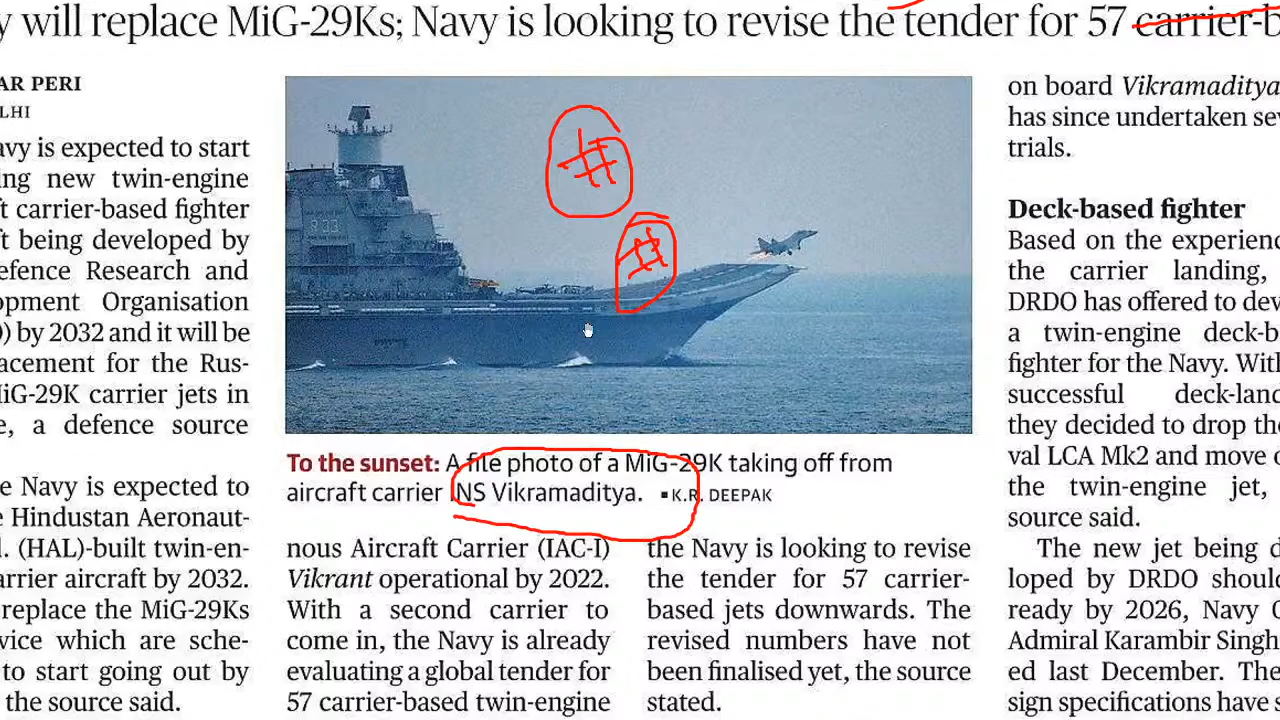 will replace MiG-29Ks; Navy is looking to revise the tender for 57 carrier-b
AR PERI
LHI
avy is expected to start
ing new twin-engine
ft carrier-based fighter
ft being developed by
efence Research and
opment Organisation
O) by 2032 and it will be
acement for the Rus-
MiG-29K carrier jets in
e, a defence source
e Navy is expected to
e Hindustan Aeronaut-
l. (HAL)-built twin-en-
arrier aircraft by 2032.
replace the MiG-29Ks
vice which are sche-
to start going out by
the source said.
R33
#
#
To the sunset: A file photo of a MiG-29K taking off from
aircraft carrier INS Vikramaditya. ▪K.R. DEEPAK
nous Aircraft Carrier (IAC-I)
Vikrant operational by 2022.
With a second carrier to
come in, the Navy is already
evaluating a global tender for
57 carrier-based twin-engine
the Navy is looking to revise
the tender for 57 carrier-
based jets downwards. The
revised numbers have not
been finalised yet, the source
stated.
on board Vikramaditya
has since undertaken se
trials.
Deck-based fighter
Based on the experienc
the carrier landing,
DRDO has offered to dev
a twin-engine deck-b
fighter for the Navy. With
successful deck-land
they decided to drop the
val LCA Mk2 and move o
the twin-engine jet,
source said.
The new jet being d
loped by DRDO should
ready by 2026, Navy C
Admiral Karambir Singh
ed last December. The
sign specifications have s